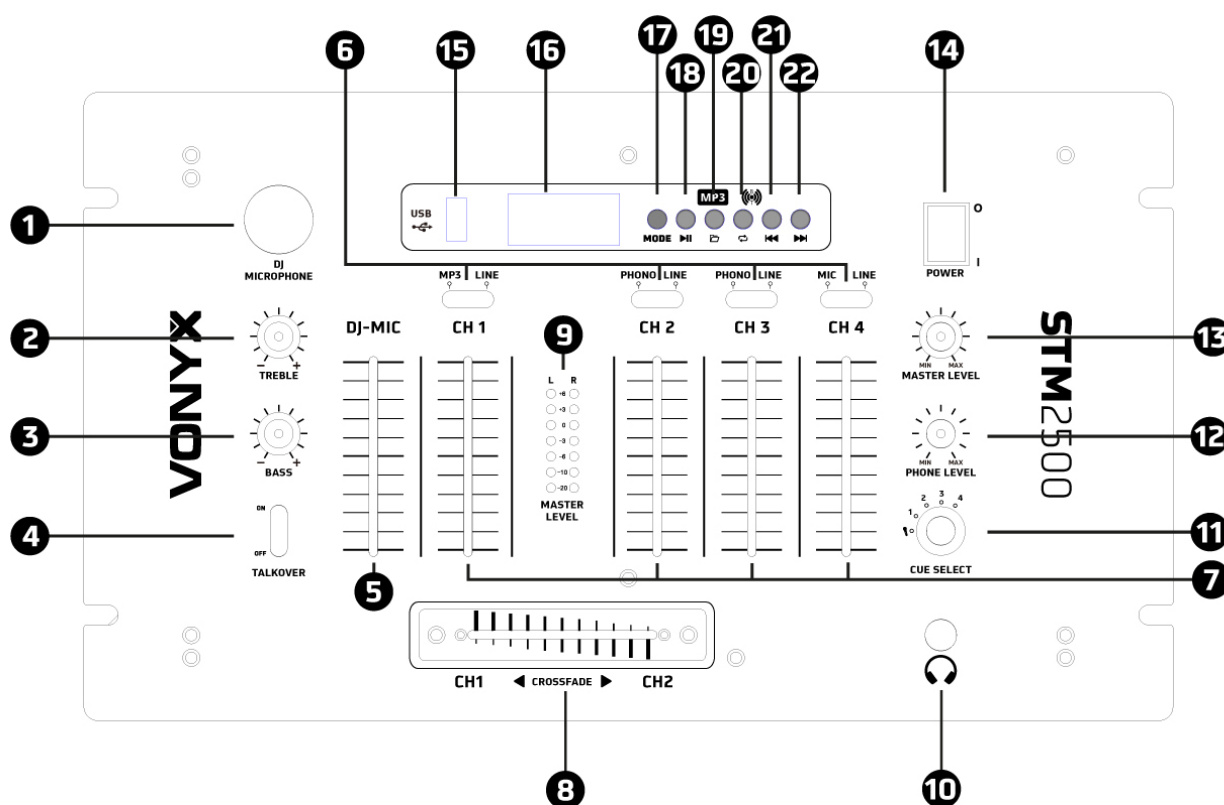 6 15 16 17 18 19 20 21 22 14
1
DJ
MICROPHONE
USB
MP3
MODE
O
I
POWER
MP3 LINE
PHONO LINE
PHONO LINE
MIC LINE
VONYX
STM2500
2
− +
TREBLE
3
− +
BASS
4
ON
OFF
TALKOVER
DJ-MIC
CH 1
CH 2
CH 3
CH 4
9
L R
+6
+3
0
-3
-6
-10
-20
MASTER
LEVEL
13
MIN MAX
MASTER LEVEL
12
MIN MAX
PHONE LEVEL
1 2 3 4
11
CUE SELECT
5
7
CH1 CROSSFADE CH2
8
10